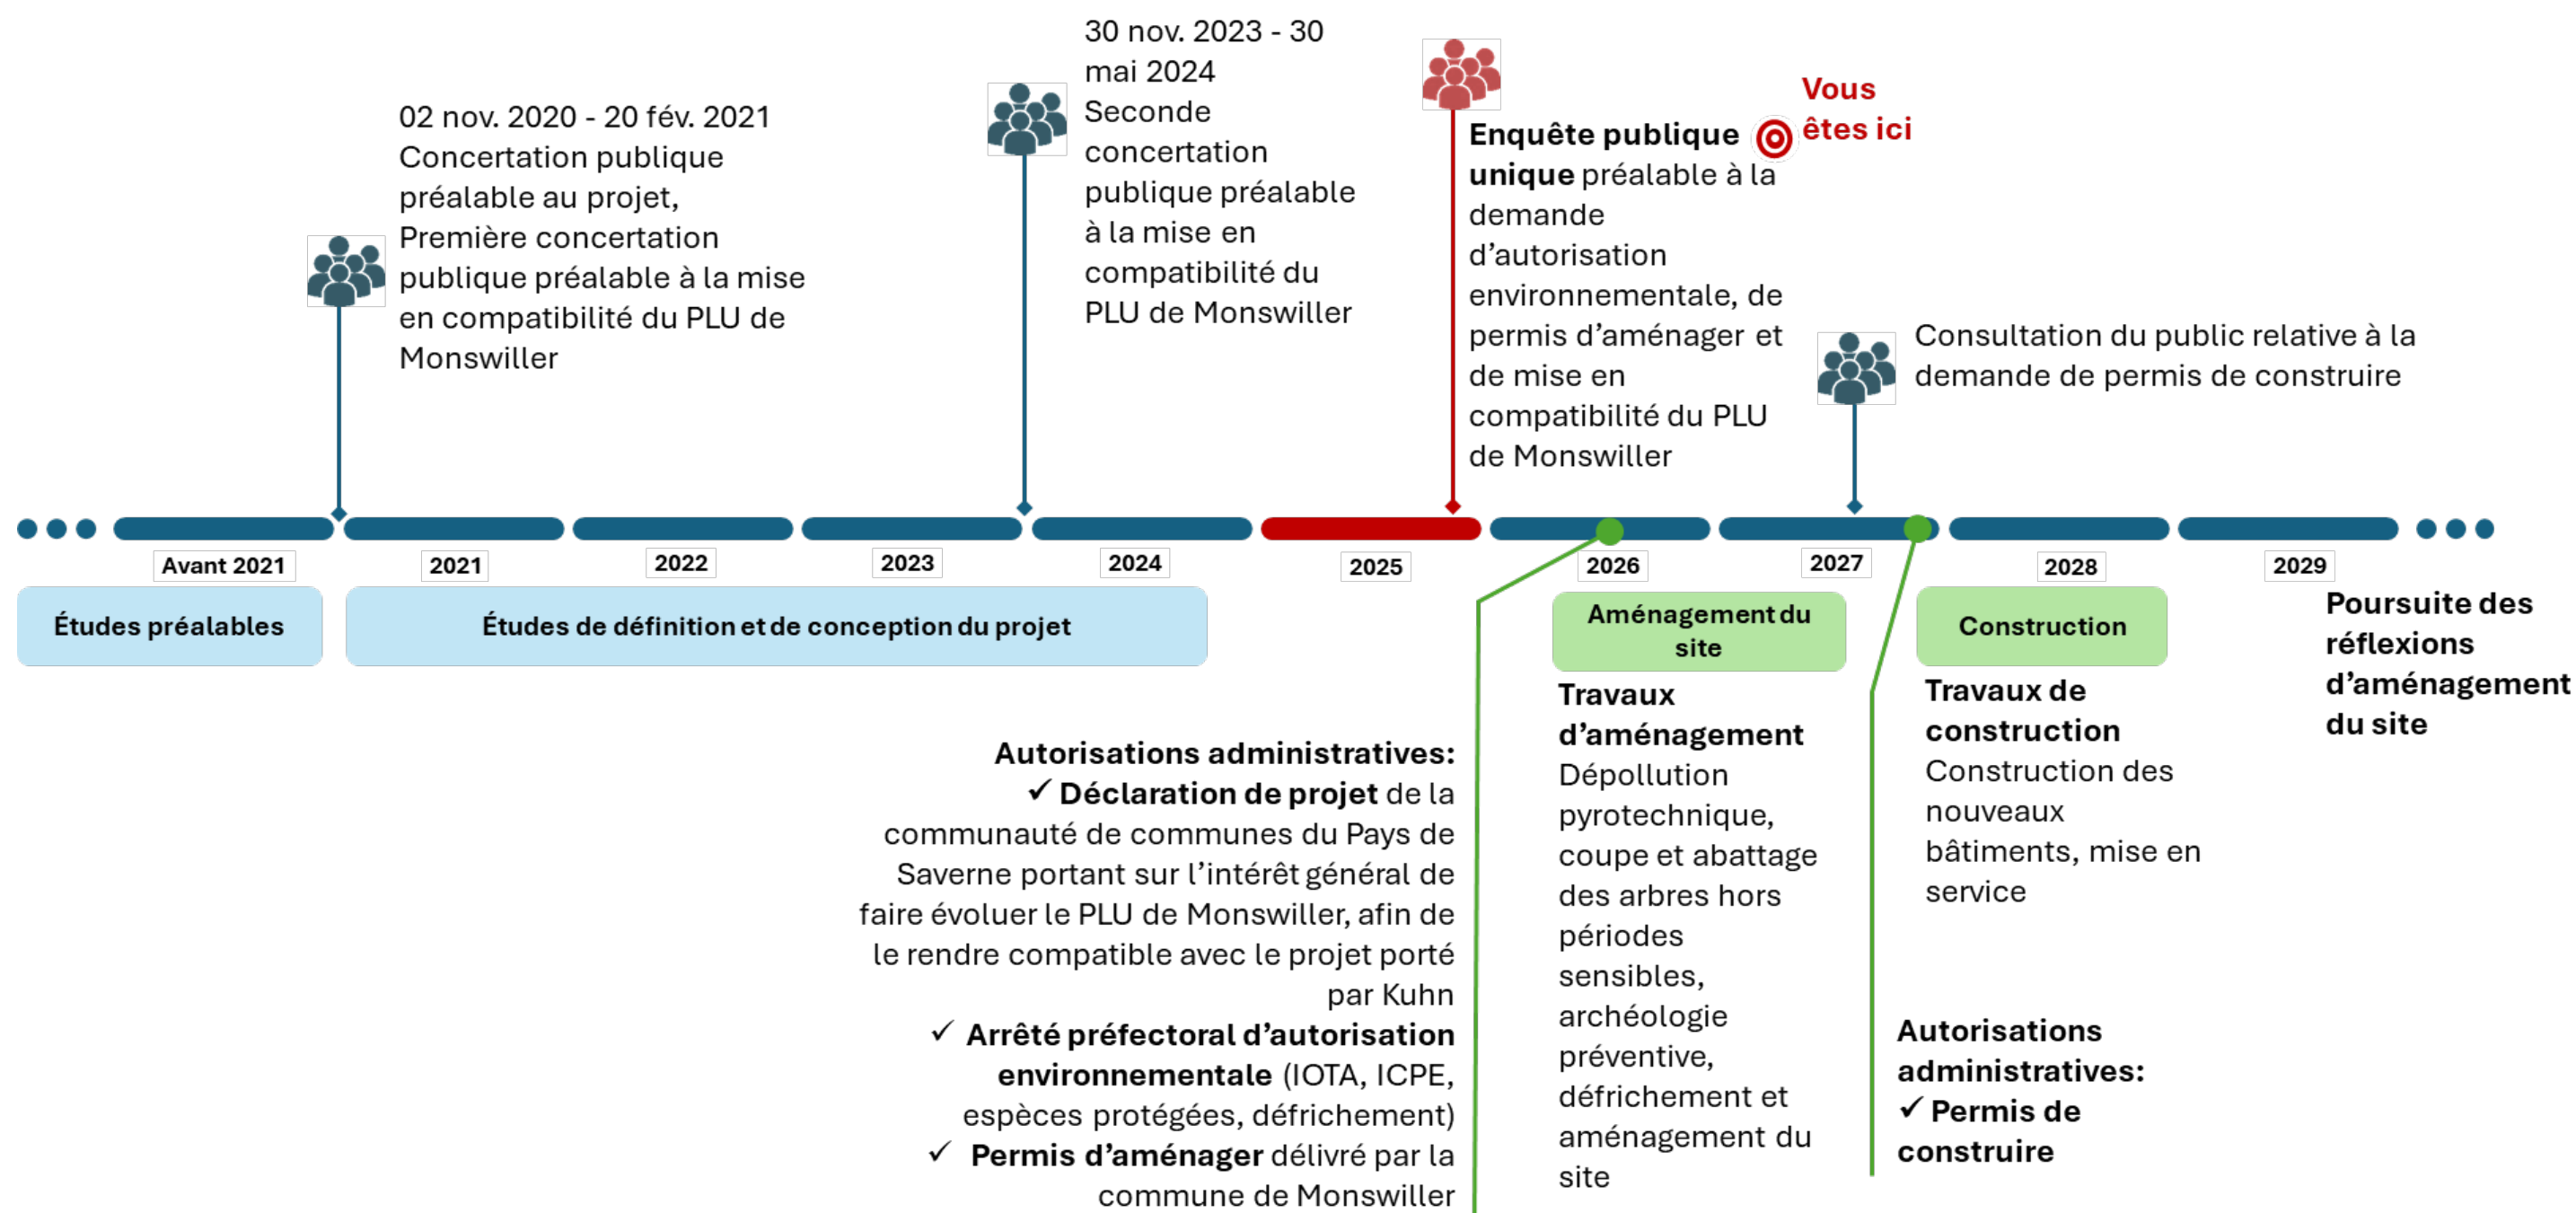 02 nov. 2020 - 20 fév. 2021
Concertation publique
préalable au projet,
Première concertation
publique préalable à la mise
en compatibilité du PLU de
Monswiller
30 nov. 2023 - 30
mai 2024
Seconde
concertation
publique préalable
à la mise en
compatibilité du
PLU de Monswiller
Vous
êtes ici
Enquête publique
unique préalable à la
demande
d’autorisation
environnementale, de
permis d’aménager et
de mise en
compatibilité du PLU
de Monswiller
Consultation du public relative à la
demande de permis de construire
Avant 2021
2021
2022
2023
2024
2025
2026
2027
2028
2029
Études préalables
Études de définition et de conception du projet
Aménagement du
site
Construction
Poursuite des
réflexions
d’aménagement
du site
Autorisations administratives:
✓ Déclaration de projet de la
communauté de communes du Pays de
Saverne portant sur l’intérêt général de
faire évoluer le PLU de Monswiller, afin de
le rendre compatible avec le projet porté
par Kuhn
✓ Arrêté préfectoral d’autorisation
environnementale (IOTA, ICPE,
espèces protégées, défrichement)
✓ Permis d’aménager délivré par la
commune de Monswiller
Travaux
d’aménagement
Dépollution
pyrotechnique,
coupe et abattage
des arbres hors
périodes
sensibles,
archéologie
préventive,
défrichement et
aménagement du
site
Travaux de
construction
Construction des
nouveaux
bâtiments, mise en
service
Autorisations
administratives:
✓ Permis de
construire